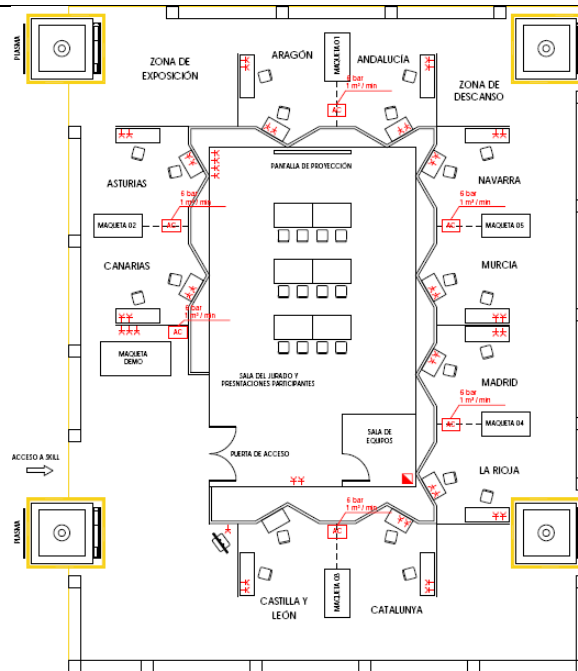 PLASMA
ZONA DE
EXPOSICIÓN
ARAGÓN
MAQUETA 01
ANDALUCÍA
ZONA DE
DESCANSO
6 bar
1 m³ / min
AC
PANTALLA DE PROYECCIÓN
ASTURIAS
NAVARRA
6 bar
1 m³ / min
6 bar
1 m³ / min
MAQUETA 02
AC
AC
MAQUETA 05
CANARIAS
MURCIA
6 bar
1 m³ / min
AC
MAQUETA
DEMO
SALA DEL JURADO Y
PRESNTACIONES PARTICIPANTES
MADRID
6 bar
1 m³ / min
AC
MAQUETA 04
SALA DE
EQUIPOS
PUERTA DE ACCESO
ACCESO A SKILL
LA RIOJA
6 bar
1 m³ / min
AC
PLASMA
CASTILLA Y
LEÓN
MAQUETA 03
CATALUNYA